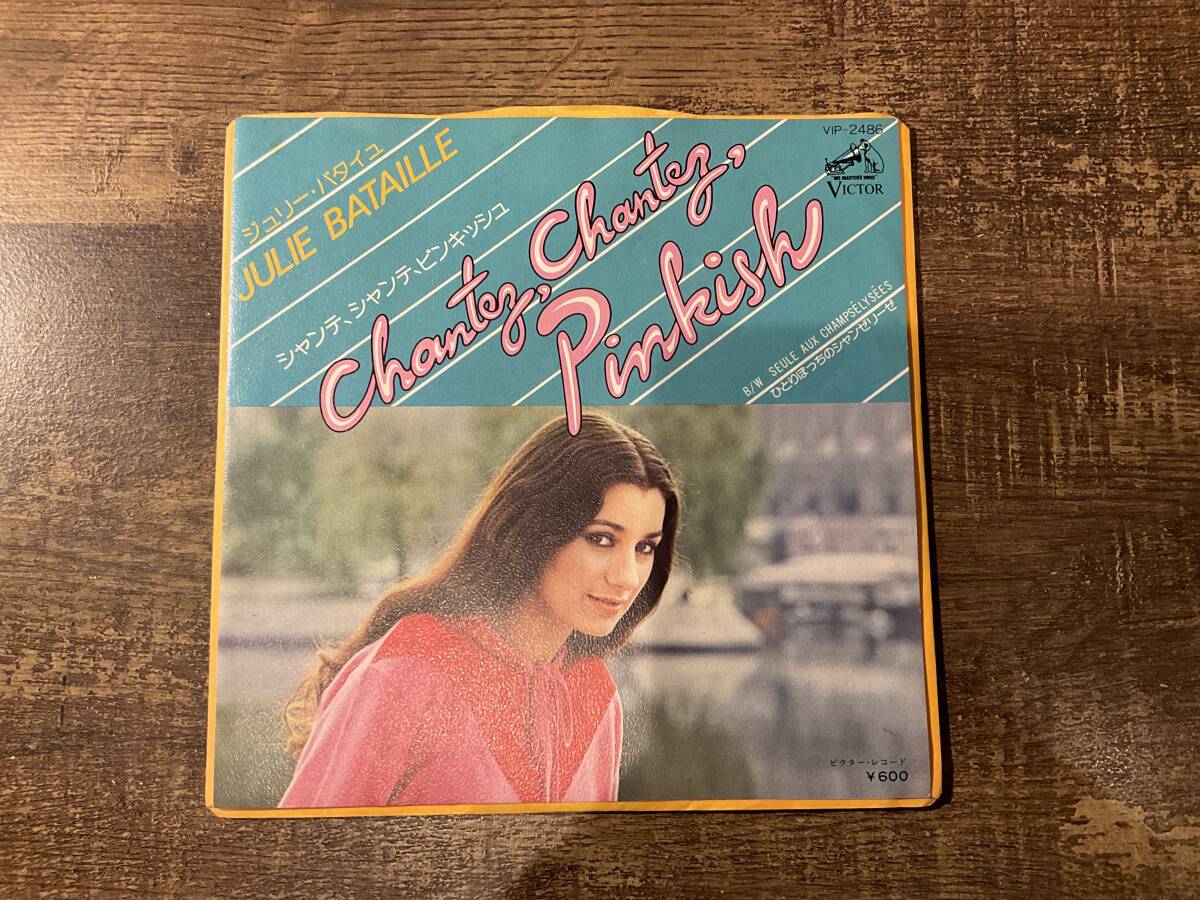 VIP-2486
HIS MASTER'S VOICE
VICTOR
ジュリー・バタイユ
JULIE BATAILLE
シャンテ、シャンテ、ピンキッシュ
Chantez, Chantez,
Pinkish
B/W SEULE AUX CHAMPSÉLYSÉES
ひとりぼっちのシャンゼリーゼ
ビクター・レコード
¥600